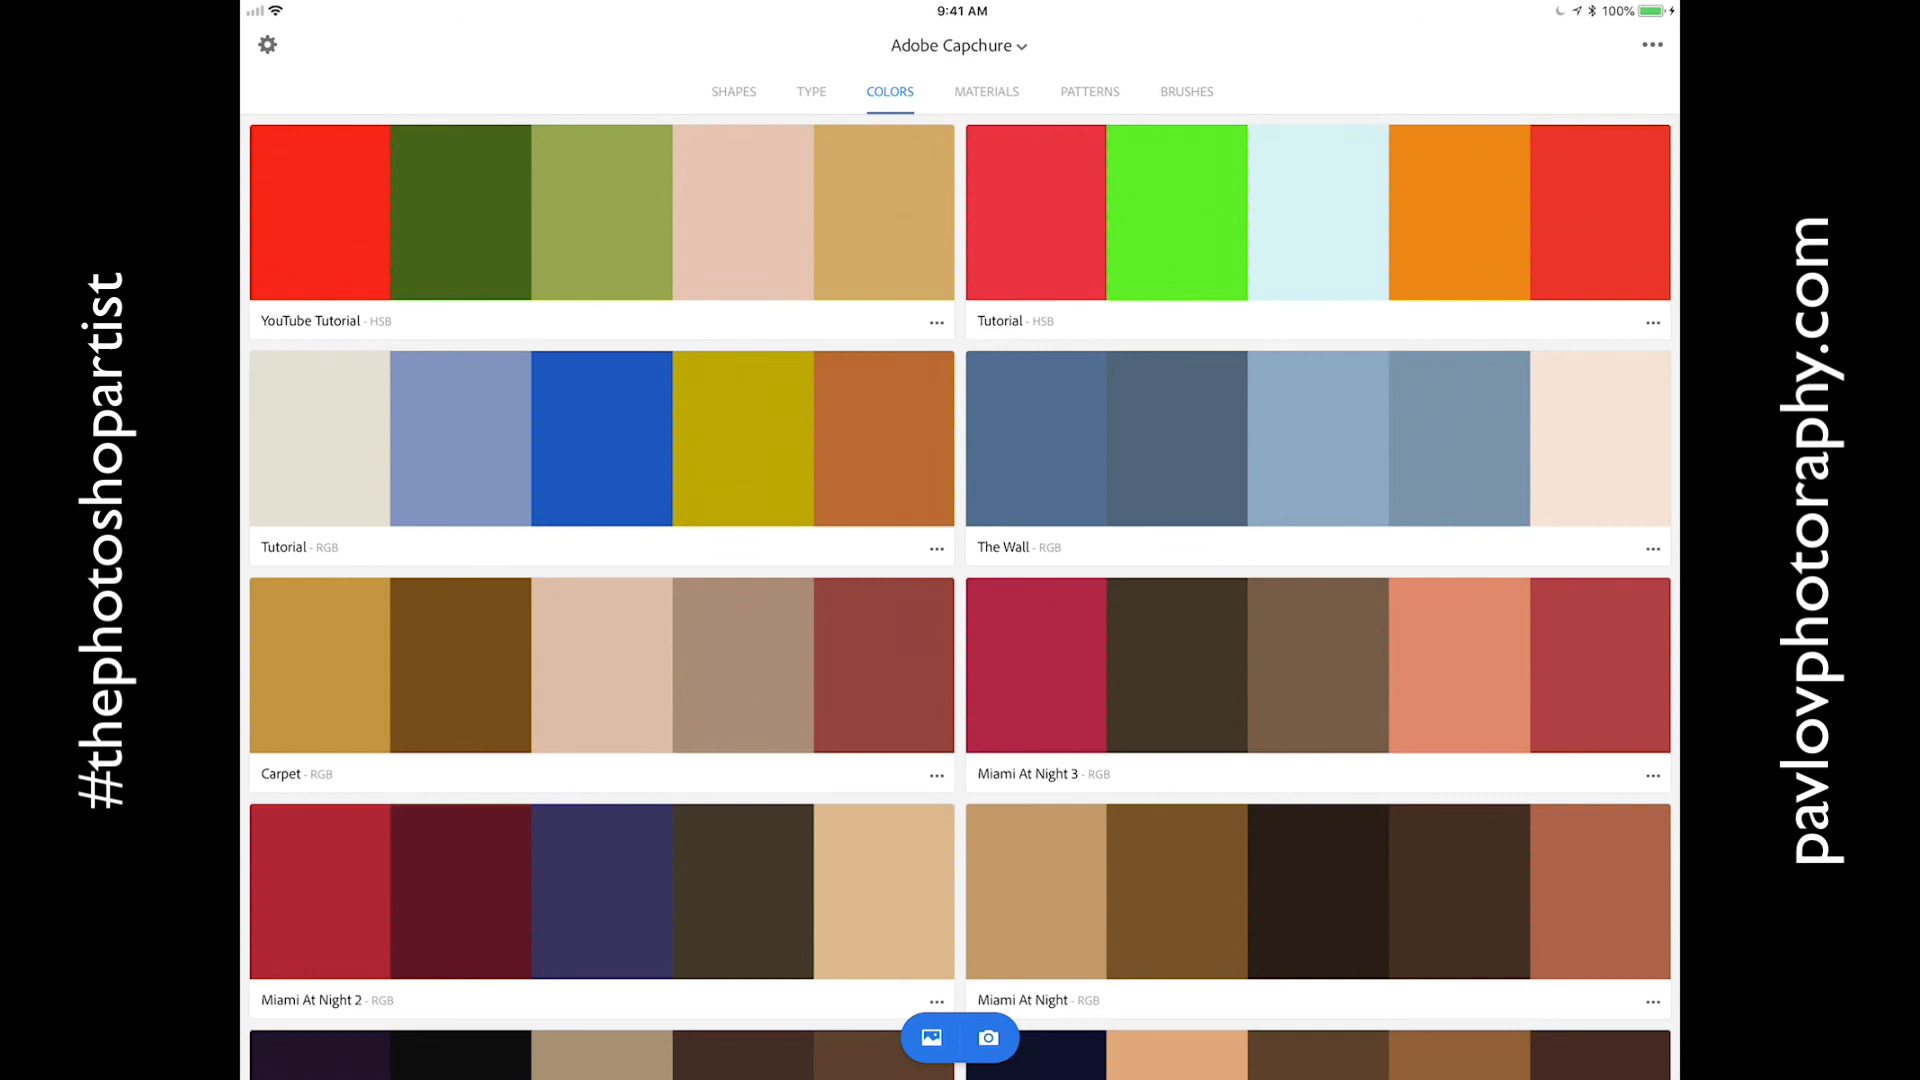 9:41 AM
100%
Adobe Capchure
SHAPES TYPE COLORS MATERIALS PATTERNS BRUSHES
YouTube Tutorial - HSB
Tutorial - HSB
Tutorial - RGB
The Wall - RGB
Carpet - RGB
Miami At Night 3 - RGB
Miami At Night 2 - RGB
Miami At Night - RGB
#thephotoshopartist
pavlovphotoraphy.com